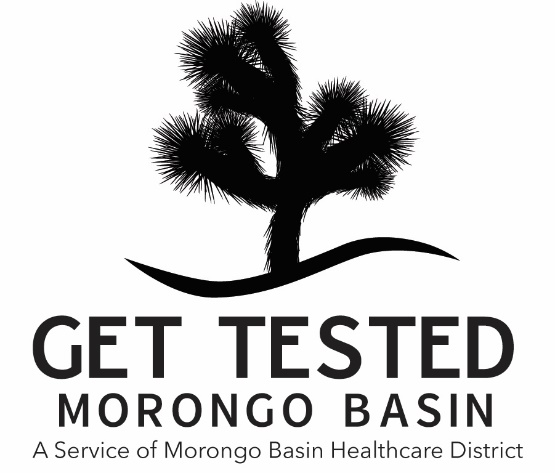 GET TESTED
MORONGO BASIN
A Service of Morongo Basin Healthcare District